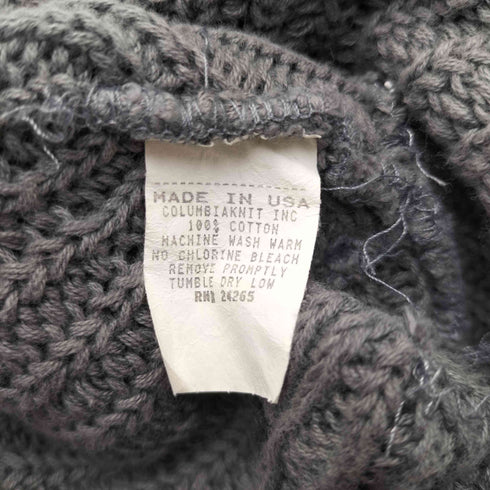 MADE IN USA
COLUMBIAKNIT INC
100% COTTON
MACHINE WASH WARM
NO CHLORINE BLEACH
REMOVE PROMPTLY
TUMBLE DRY LOW
RN# 24265